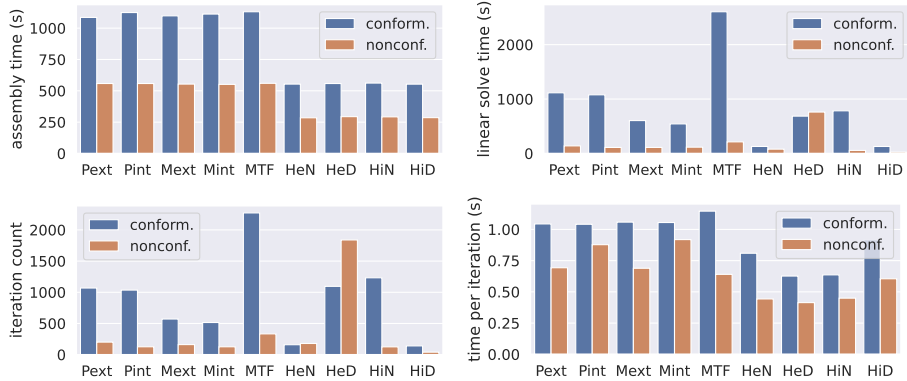 assembly time (s)
1000
750
500
250
0
conform.
nonconf.
Pext Pint Mext Mint MTF HeN HeD HiN HiD
linear solve time (s)
2000
1000
0
conform.
nonconf.
Pext Pint Mext Mint MTF HeN HeD HiN HiD
iteration count
2000
1500
1000
500
0
conform.
nonconf.
Pext Pint Mext Mint MTF HeN HeD HiN HiD
time per iteration (s)
1.00
0.75
0.50
0.25
0.00
conform.
nonconf.
Pext Pint Mext Mint MTF HeN HeD HiN HiD